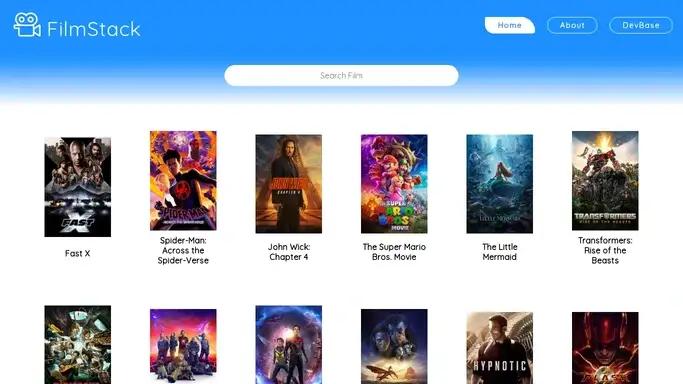 FilmStack
Home
About
DevBase
Search Film
FAST X
JOHN WICK
CHAPTER 4
SUPER MARIO
BROS.
MOVIE
THE LITTLE MERMAID
TRANSFORMERS
RISE OF THE BEASTS
Fast X
Spider-Man:
Across the
Spider-Verse
John Wick:
Chapter 4
The Super Mario
Bros. Movie
The Little
Mermaid
Transformers:
Rise of the
Beasts
HYPNOTIC